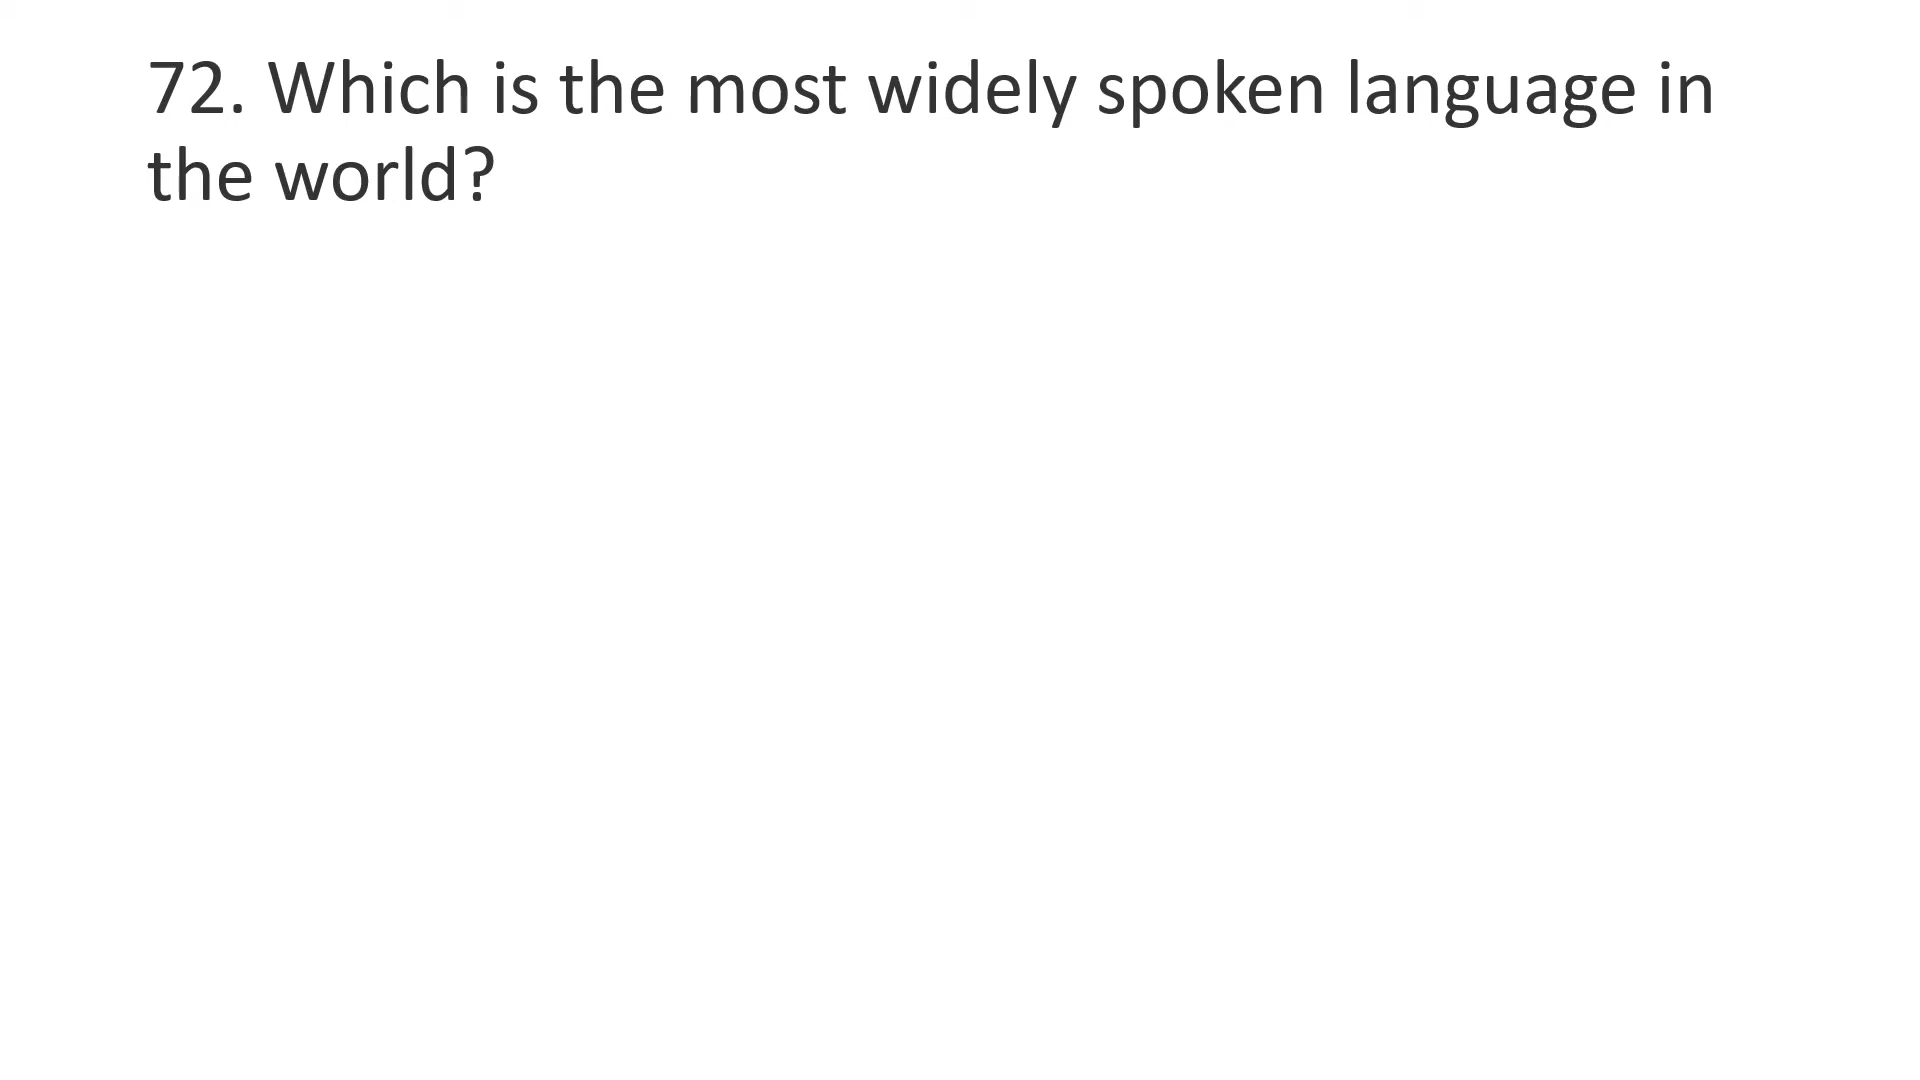 72. Which is the most widely spoken language in
the world?